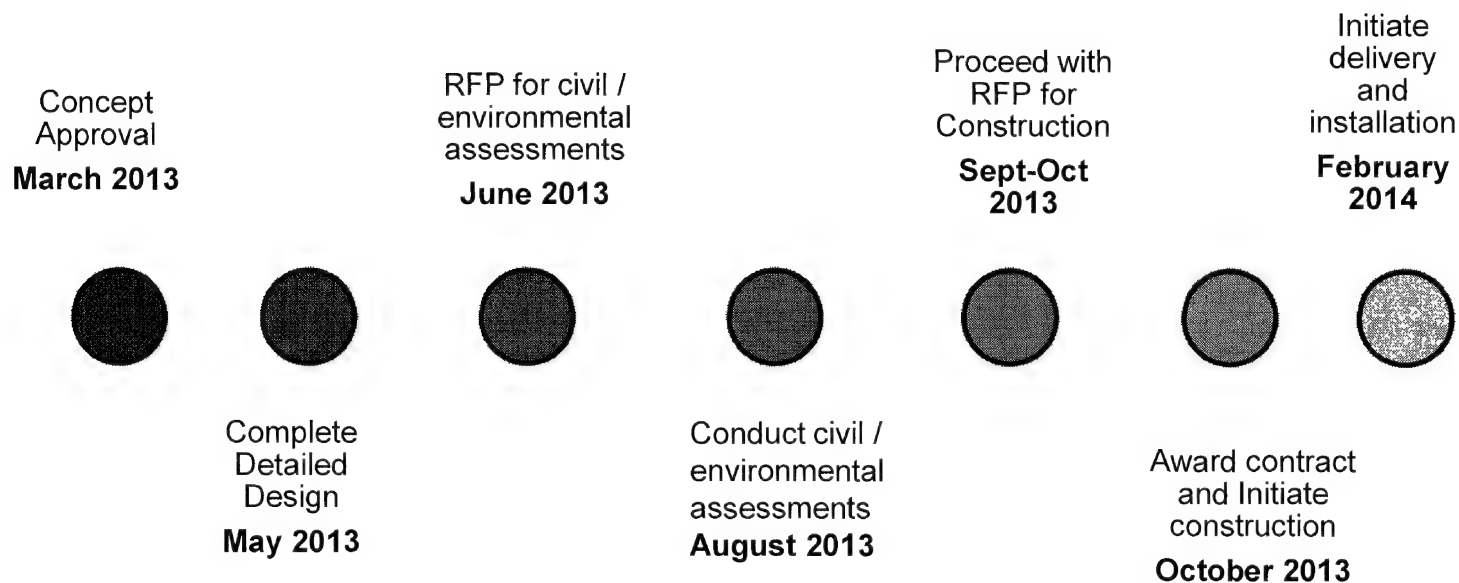 Concept
Approval
March 2013
Complete
Detailed
Design
May 2013
RFP for civil /
environmental
assessments
June 2013
Conduct civil /
environmental
assessments
August 2013
Proceed with
RFP for
Construction
Sept-Oct
2013
Award contract
and Initiate
construction
October 2013
Initiate
delivery
and
installation
February
2014